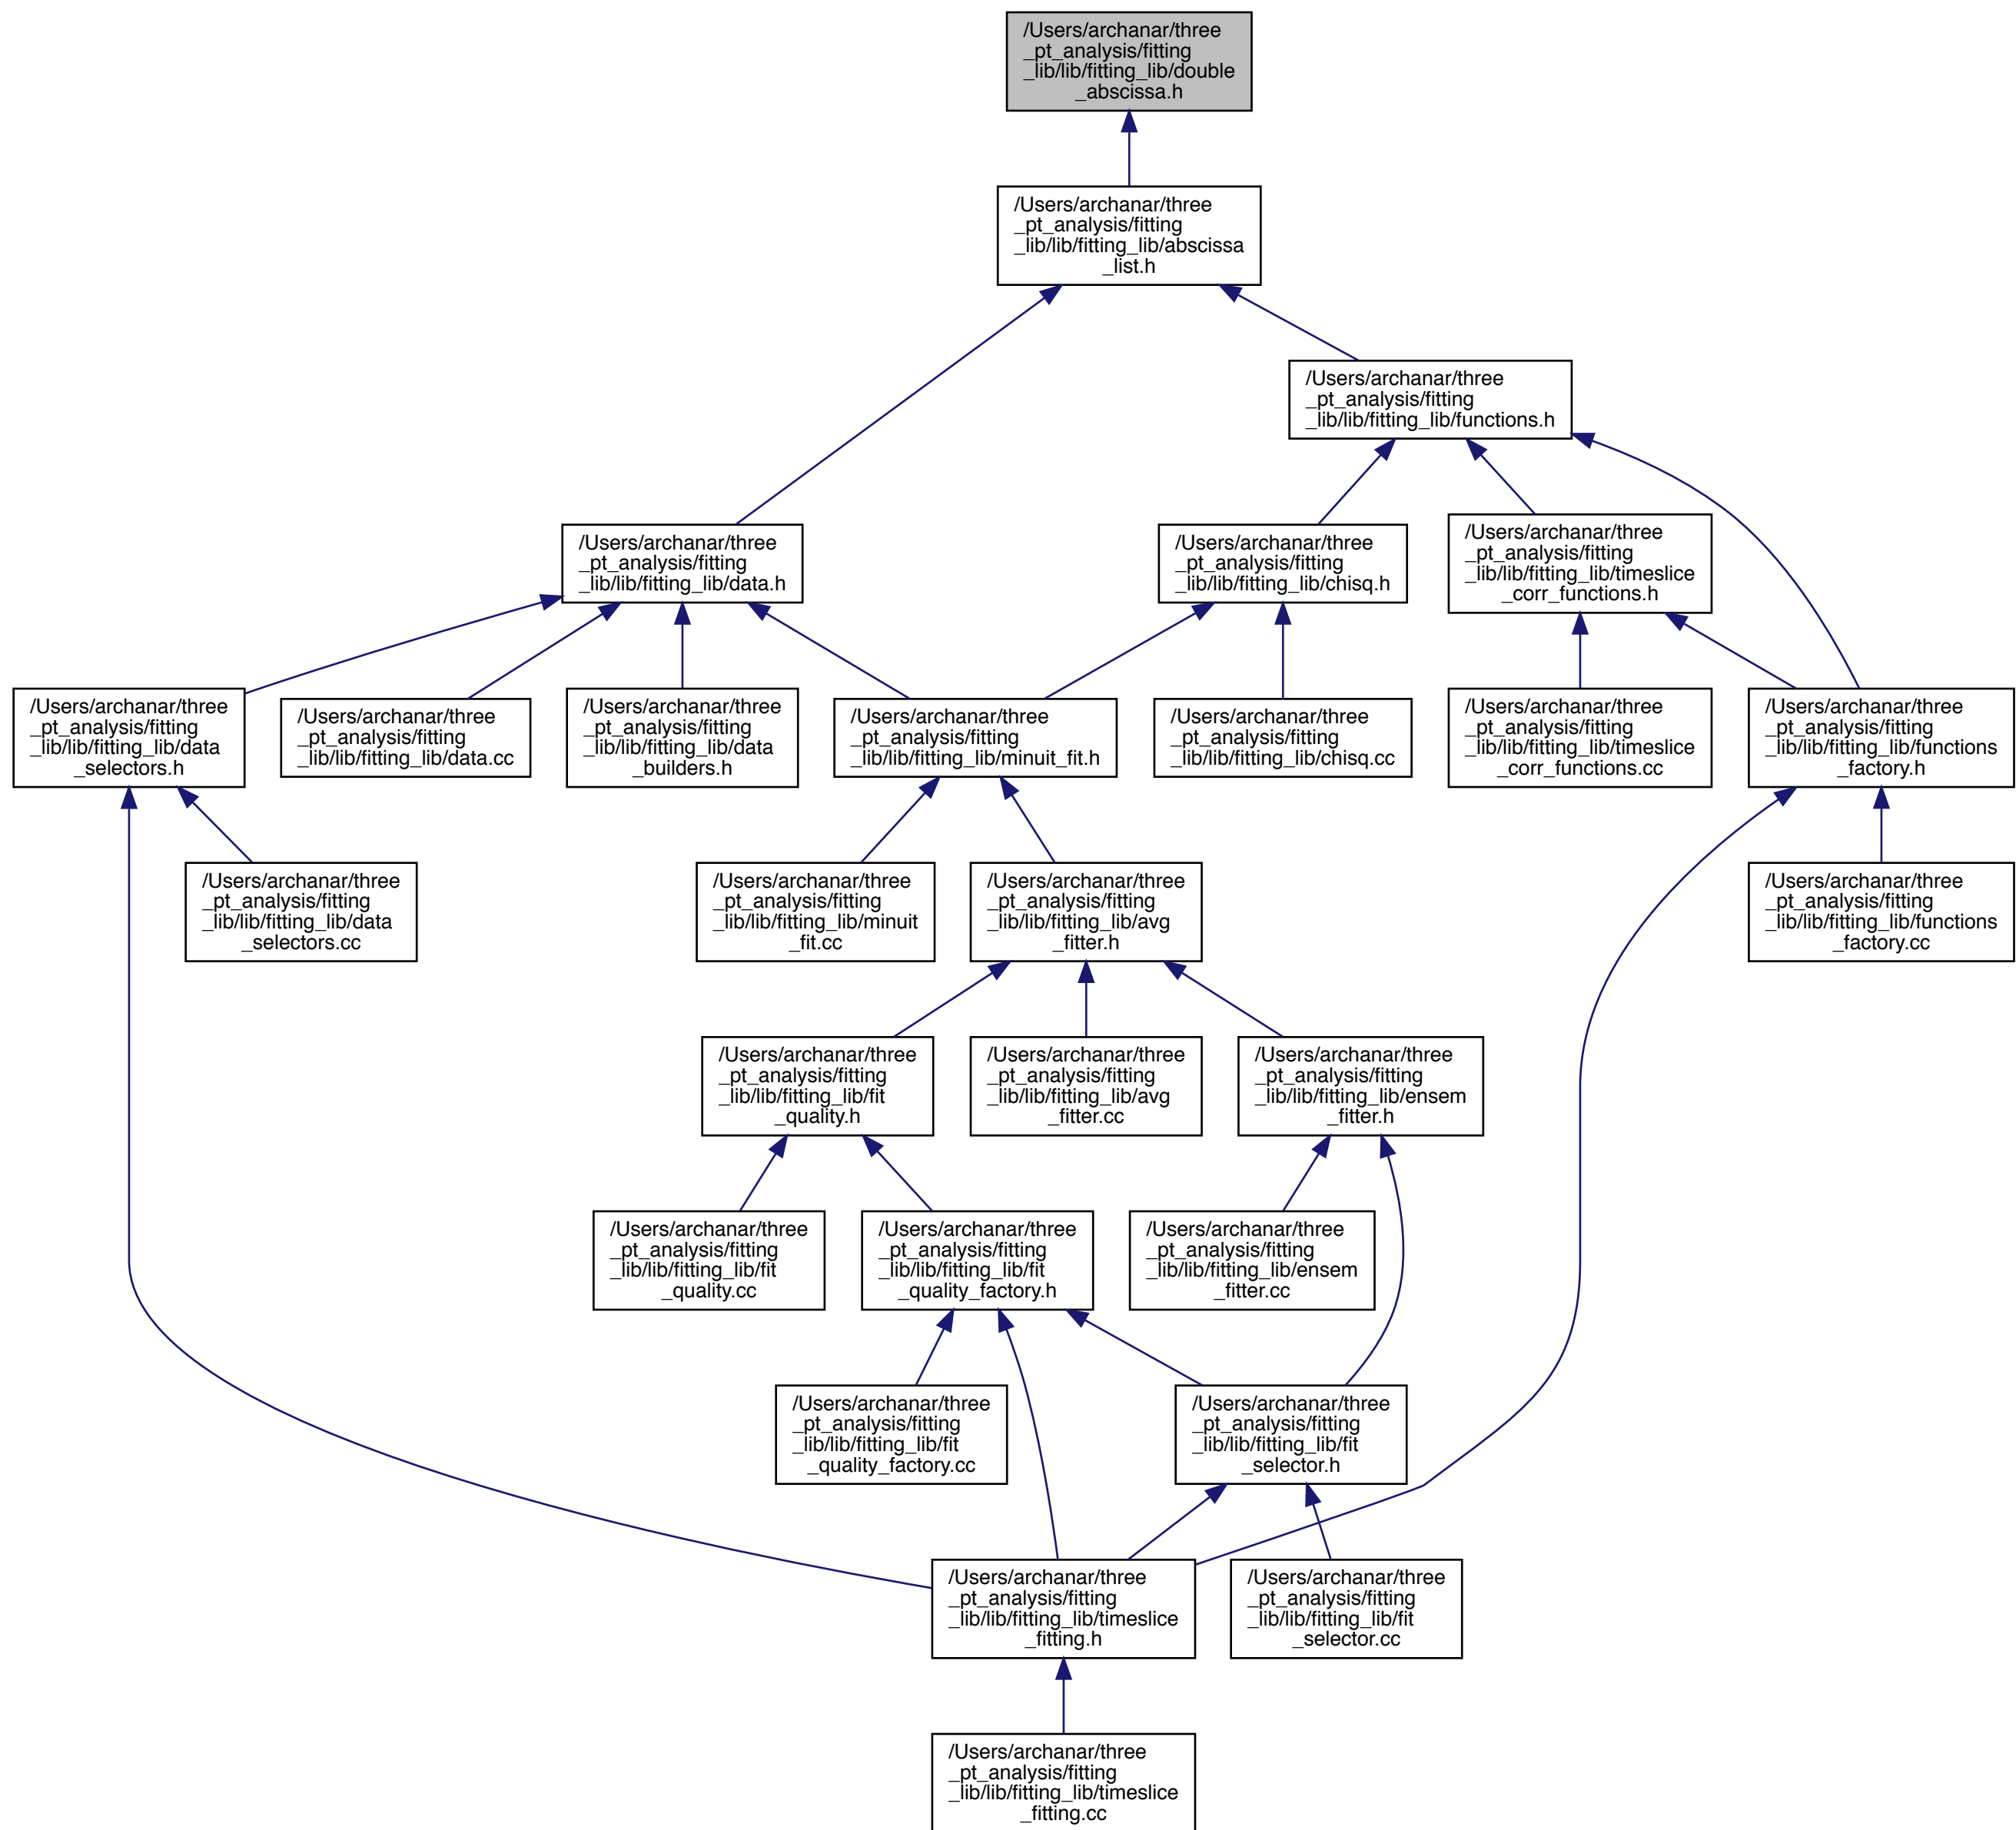 /Users/archanar/three
_pt_analysis/fitting
_lib/lib/fitting_lib/double
_abscissa.h
/Users/archanar/three
_pt_analysis/fitting
_lib/lib/fitting_lib/abscissa
_list.h
/Users/archanar/three
_pt_analysis/fitting
_lib/lib/fitting_lib/functions.h
/Users/archanar/three
_pt_analysis/fitting
_lib/lib/fitting_lib/data.h
/Users/archanar/three
_pt_analysis/fitting
_lib/lib/fitting_lib/chisq.h
/Users/archanar/three
_pt_analysis/fitting
_lib/lib/fitting_lib/timeslice
_corr_functions.h
/Users/archanar/three
_pt_analysis/fitting
_lib/lib/fitting_lib/data
_selectors.h
/Users/archanar/three
_pt_analysis/fitting
_lib/lib/fitting_lib/data.cc
/Users/archanar/three
_pt_analysis/fitting
_lib/lib/fitting_lib/data
_builders.h
/Users/archanar/three
_pt_analysis/fitting
_lib/lib/fitting_lib/minuit_fit.h
/Users/archanar/three
_pt_analysis/fitting
_lib/lib/fitting_lib/chisq.cc
/Users/archanar/three
_pt_analysis/fitting
_lib/lib/fitting_lib/timeslice
_corr_functions.cc
/Users/archanar/three
_pt_analysis/fitting
_lib/lib/fitting_lib/functions
_factory.h
/Users/archanar/three
_pt_analysis/fitting
_lib/lib/fitting_lib/data
_selectors.cc
/Users/archanar/three
_pt_analysis/fitting
_lib/lib/fitting_lib/minuit
_fit.cc
/Users/archanar/three
_pt_analysis/fitting
_lib/lib/fitting_lib/avg
_fitter.h
/Users/archanar/three
_pt_analysis/fitting
_lib/lib/fitting_lib/functions
_factory.cc
/Users/archanar/three
_pt_analysis/fitting
_lib/lib/fitting_lib/fit
_quality.h
/Users/archanar/three
_pt_analysis/fitting
_lib/lib/fitting_lib/avg
_fitter.cc
/Users/archanar/three
_pt_analysis/fitting
_lib/lib/fitting_lib/ensem
_fitter.h
/Users/archanar/three
_pt_analysis/fitting
_lib/lib/fitting_lib/fit
_quality.cc
/Users/archanar/three
_pt_analysis/fitting
_lib/lib/fitting_lib/fit
_quality_factory.h
/Users/archanar/three
_pt_analysis/fitting
_lib/lib/fitting_lib/ensem
_fitter.cc
/Users/archanar/three
_pt_analysis/fitting
_lib/lib/fitting_lib/fit
_quality_factory.cc
/Users/archanar/three
_pt_analysis/fitting
_lib/lib/fitting_lib/fit
_selector.h
/Users/archanar/three
_pt_analysis/fitting
_lib/lib/fitting_lib/timeslice
_fitting.h
/Users/archanar/three
_pt_analysis/fitting
_lib/lib/fitting_lib/fit
_selector.cc
/Users/archanar/three
_pt_analysis/fitting
_lib/lib/fitting_lib/timeslice
_fitting.cc